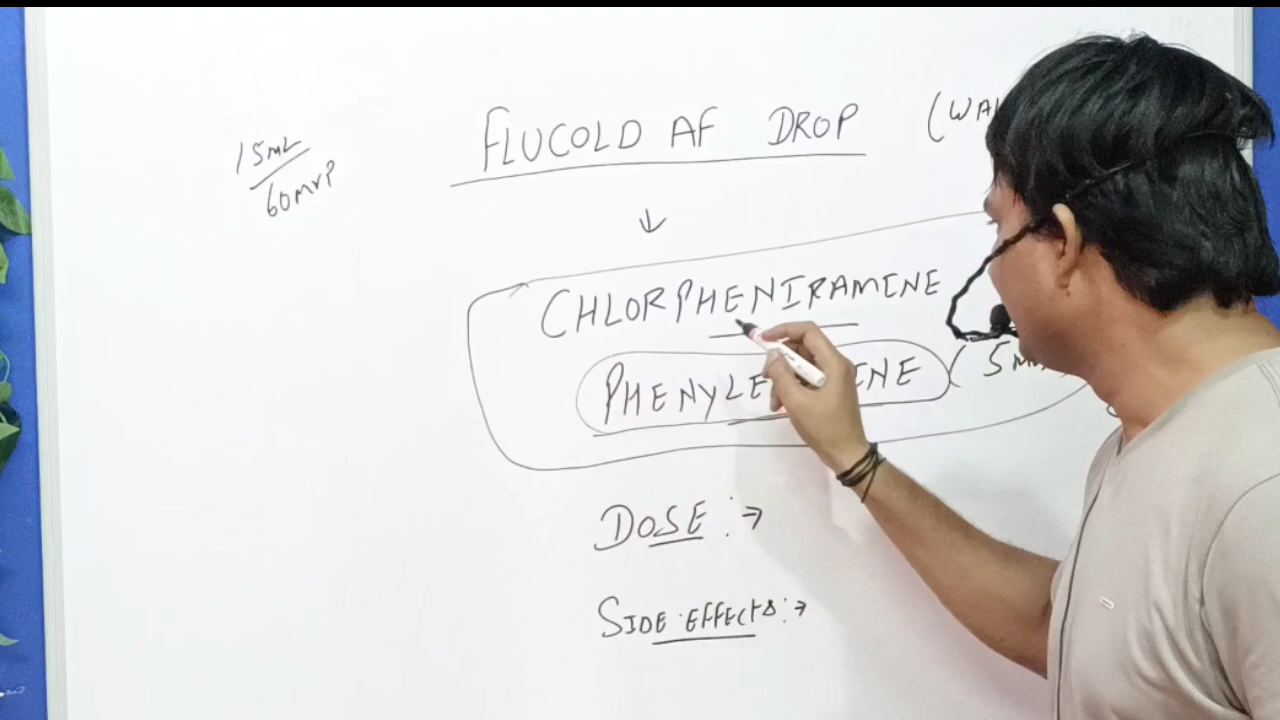 15ML
60MRP
FLUCOLD AF DROP
CHLORPHENIRAMINE
DOSE :→
SIDE EFFECTS :→